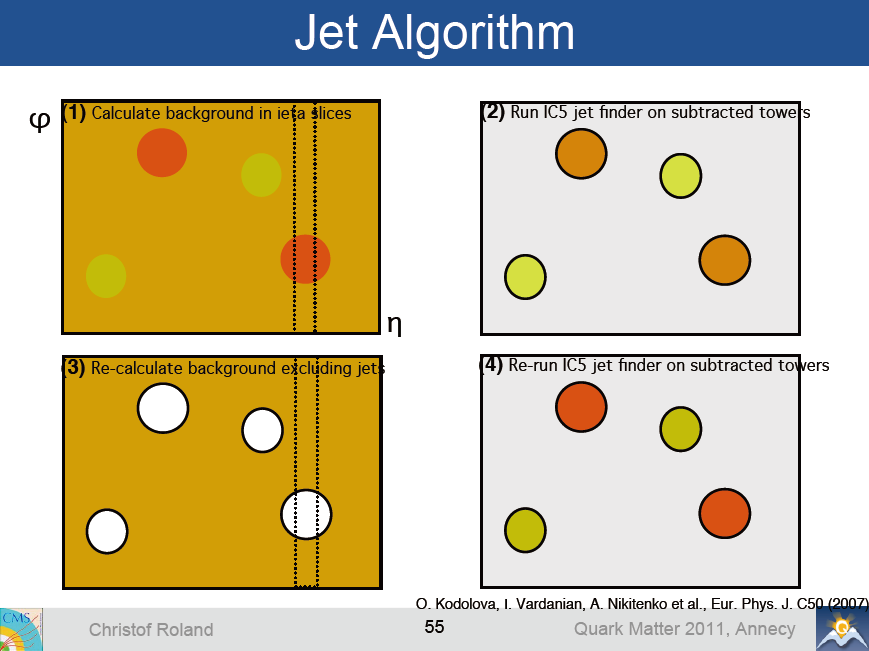 Jet Algorithm
φ
(1) Calculate background in ieta slices
(2) Run IC5 jet finder on subtracted towers
η
(3) Re-calculate background excluding jets
(4) Re-run IC5 jet finder on subtracted towers
O. Kodolova, I. Vardanian, A. Nikitenko et al., Eur. Phys. J. C50 (2007)
CMS
Christof Roland
55
Quark Matter 2011, Annecy
Q